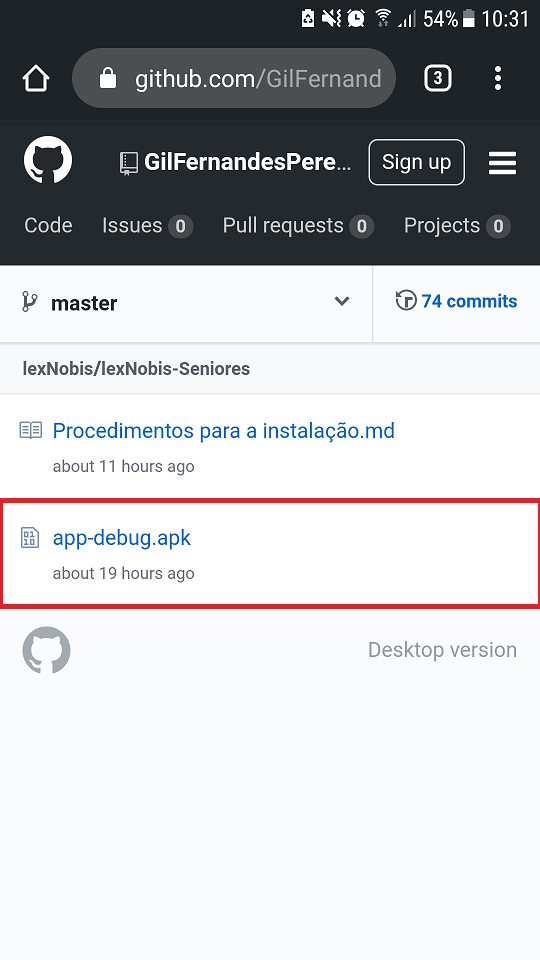 54% 10:31
github.com/GilFernand
3
GilFernandesPere... Sign up
Code Issues 0 Pull requests 0 Projects 0
master 74 commits
lexNobis/lexNobis-Seniores
Procedimentos para a instalação.md
about 11 hours ago
app-debug.apk
about 19 hours ago
Desktop version